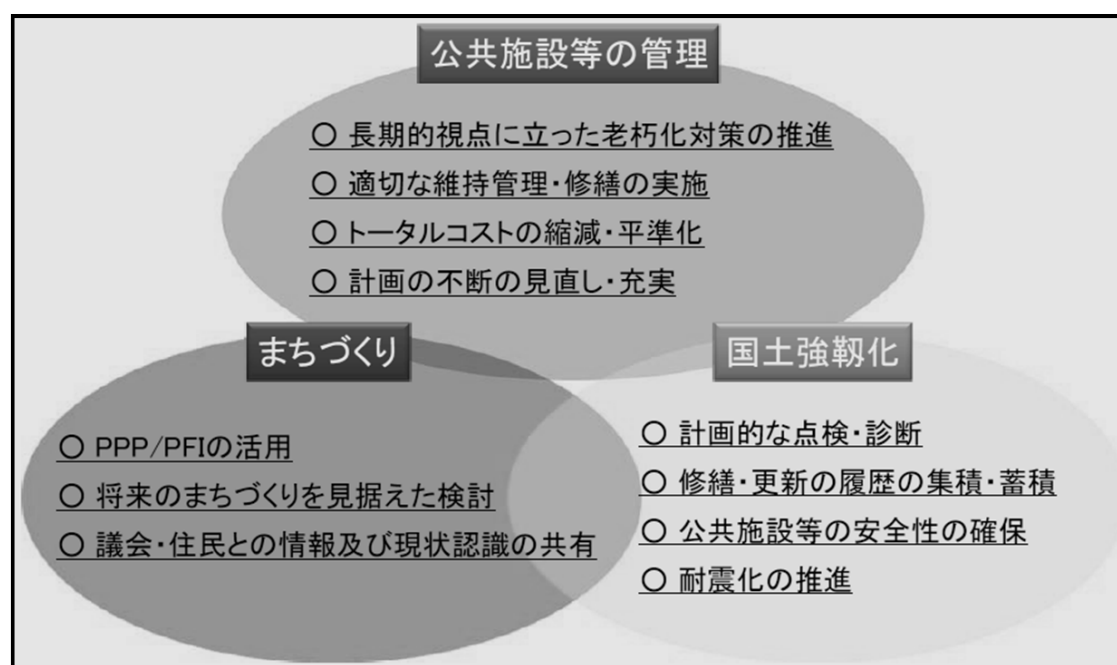 公共施設等の管理
○ 長期的視点に立った老朽化対策の推進
○ 適切な維持管理・修繕の実施
○ トータルコストの縮減・平準化
○ 計画の不断の見直し・充実
まちづくり
○ PPP/PFIの活用
○ 将来のまちづくりを見据えた検討
○ 議会・住民との情報及び現状認識の共有
国土強靱化
○ 計画的な点検・診断
○ 修繕・更新の履歴の集積・蓄積
○ 公共施設等の安全性の確保
○ 耐震化の推進